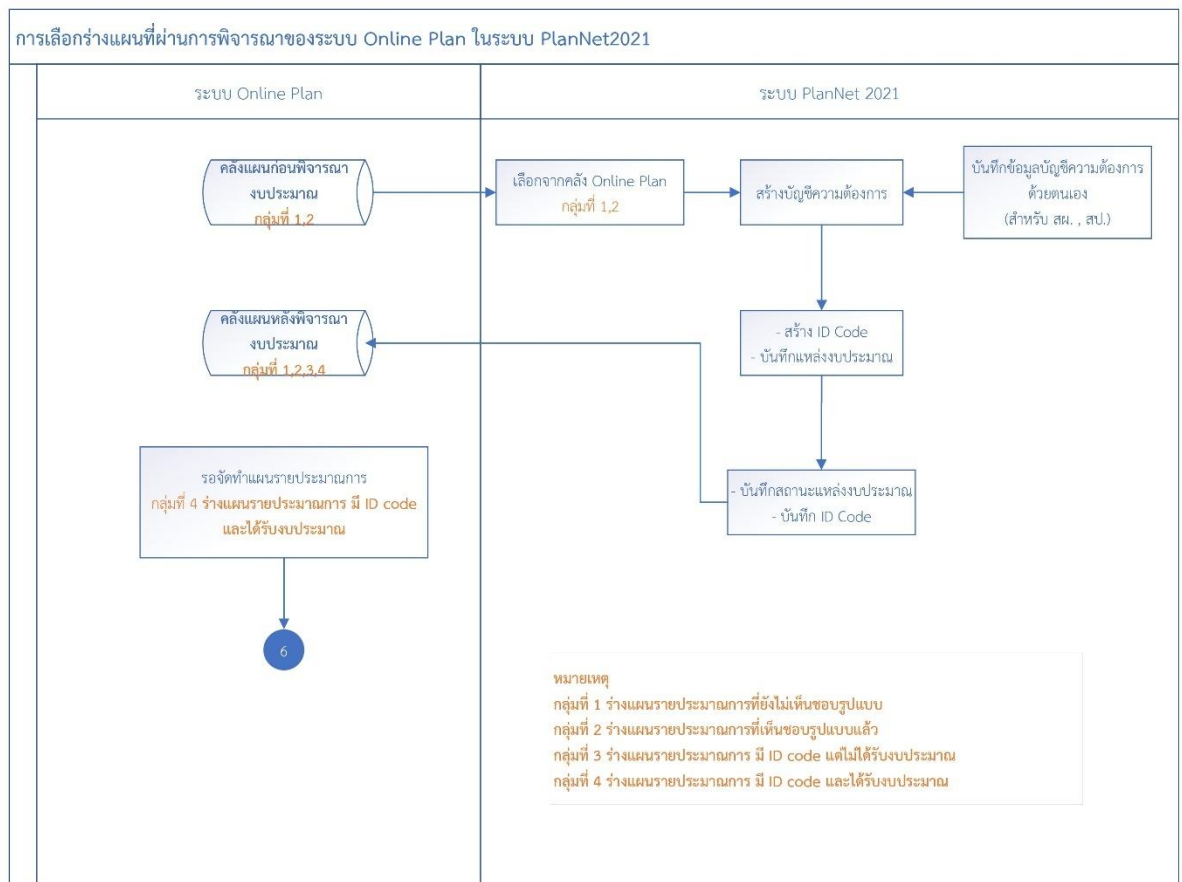 การเลือกร่างแผนที่ผ่านการพิจารณาของระบบ Online Plan ในระบบ PlanNet2021
ระบบ Online Plan
ระบบ PlanNet 2021
คลังแผนก่อนพิจารณา
งบประมาณ
กลุ่มที่ 1,2
เลือกจากคลัง Online Plan
กลุ่มที่ 1,2
สร้างบัญชีความต้องการ
บันทึกข้อมูลบัญชีความต้องการ
ด้วยตนเอง
(สำหรับ สผ. , สป.)
คลังแผนหลังพิจารณา
งบประมาณ
กลุ่มที่ 1,2,3,4
- สร้าง ID Code
- บันทึกแหล่งงบประมาณ
รอจัดทำแผนรายประมาณการ
กลุ่มที่ 4 ร่างแผนรายประมาณการ มี ID code
และได้รับงบประมาณ
- บันทึกสถานะแหล่งงบประมาณ
- บันทึก ID Code
6
หมายเหตุ
กลุ่มที่ 1 ร่างแผนรายประมาณการที่ยังไม่เห็นชอบรูปแบบ
กลุ่มที่ 2 ร่างแผนรายประมาณการที่เห็นชอบรูปแบบแล้ว
กลุ่มที่ 3 ร่างแผนรายประมาณการ มี ID code แต่ไม่ได้รับงบประมาณ
กลุ่มที่ 4 ร่างแผนรายประมาณการ มี ID code และได้รับงบประมาณ